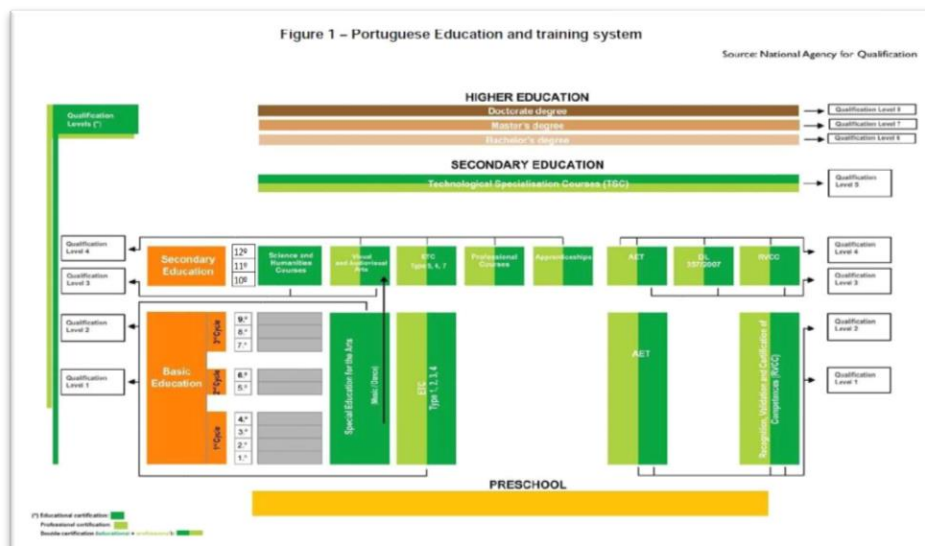 Figure 1 – Portuguese Education and training system
Source: National Agency for Qualification
Qualification
Levels (*)
HIGHER EDUCATION
Doctorate degree
Master's degree
Bachelor's degree
Qualification Level 8
Qualification Level 7
Qualification Level 6
SECONDARY EDUCATION
Technological Specialisation Courses (TSC)
Qualification
Level 5
Qualification
Level 4
Qualification
Level 3
Secondary
Education
12º
11º
10º
Science and
Humanities
Courses
Visual
and Audiovisual
Arts
ETC
Type 5, 6, 7
Professional
Courses
Apprenticeships
AET
DL
357/2007
RVCC
Qualification
Level 4
Qualification
Level 3
Qualification
Level 2
Qualification
Level 1
Basic
Education
3ºCycle
9.º
8.º
7.º
2ºCycle
6.º
5.º
1ºCycle
4.º
3.º
2.º
1.º
Special Education for the Arts
Music /Dance)
ETC
Type 1, 2, 3, 4
AET
Recognition, Validation and Certification of
Competences (RVCC)
Qualification
Level 2
Qualification
Level 1
PRESCHOOL
(*) Educational certification:
Professional certification:
Double certification (educational + professional):